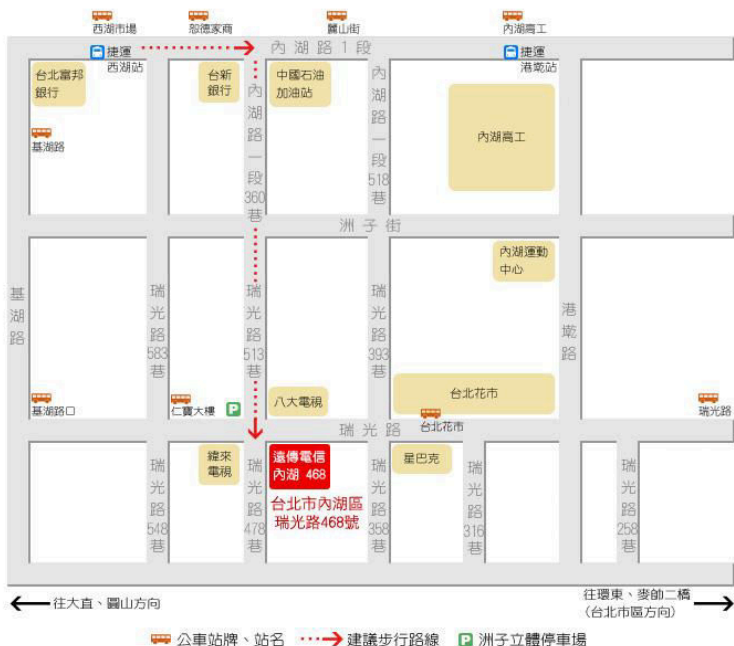 西湖市場
懿德家商
麗山街
內湖高工
內湖路1段
捷運
西湖站
捷運
港墘站
台北富邦
銀行
台新
銀行
中國石油
加油站
內湖路一段360巷
內湖路一段518巷
內湖高工
基湖路
洲子街
內湖運動
中心
基湖路
瑞光路583巷
瑞光路513巷
瑞光路393巷
港墘路
台北花市
八大電視
基湖路口
仁寶大樓
P
台北花市
瑞光路
瑞光路
緯來
電視
遠傳電信
內湖 468
星巴克
台北市內湖區
瑞光路468號
瑞光路548巷
瑞光路478巷
瑞光路358巷
瑞光路316巷
瑞光路258巷
往大直、圓山方向
往環東、麥帥二橋
(台北市區方向)
公車站牌、站名
建議步行路線
P 洲子立體停車場